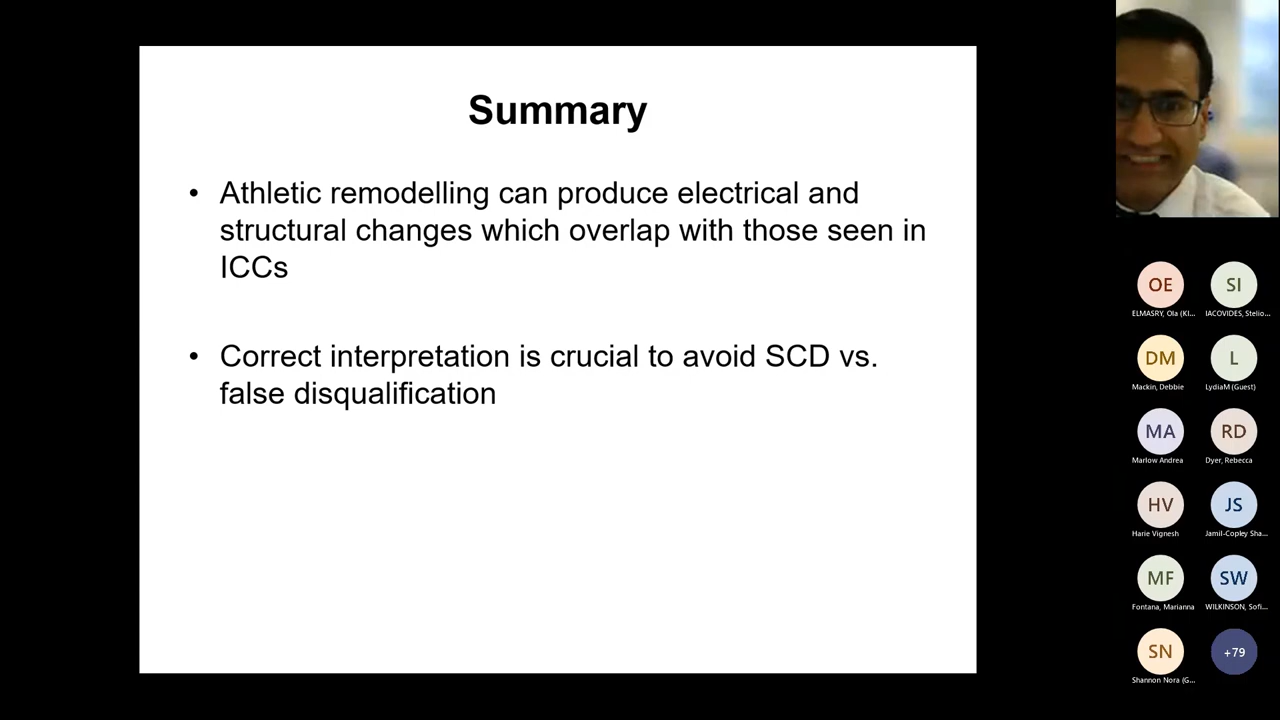 Summary
• Athletic remodelling can produce electrical and
structural changes which overlap with those seen in
ICCs
• Correct interpretation is crucial to avoid SCD vs.
false disqualification
OE
SI
ELMASRY, Ola (KI...
IACOVIDES, Stelio...
DM
L
Mackin, Debbie
LydiaM (Guest)
MA
RD
Marlow Andrea
Dyer, Rebecca
HV
JS
Harie Vignesh
Jamil-Copley Sha...
MF
SW
Fontana, Marianna
WILKINSON, Sofi...
SN
+79
Shannon Nora (G...